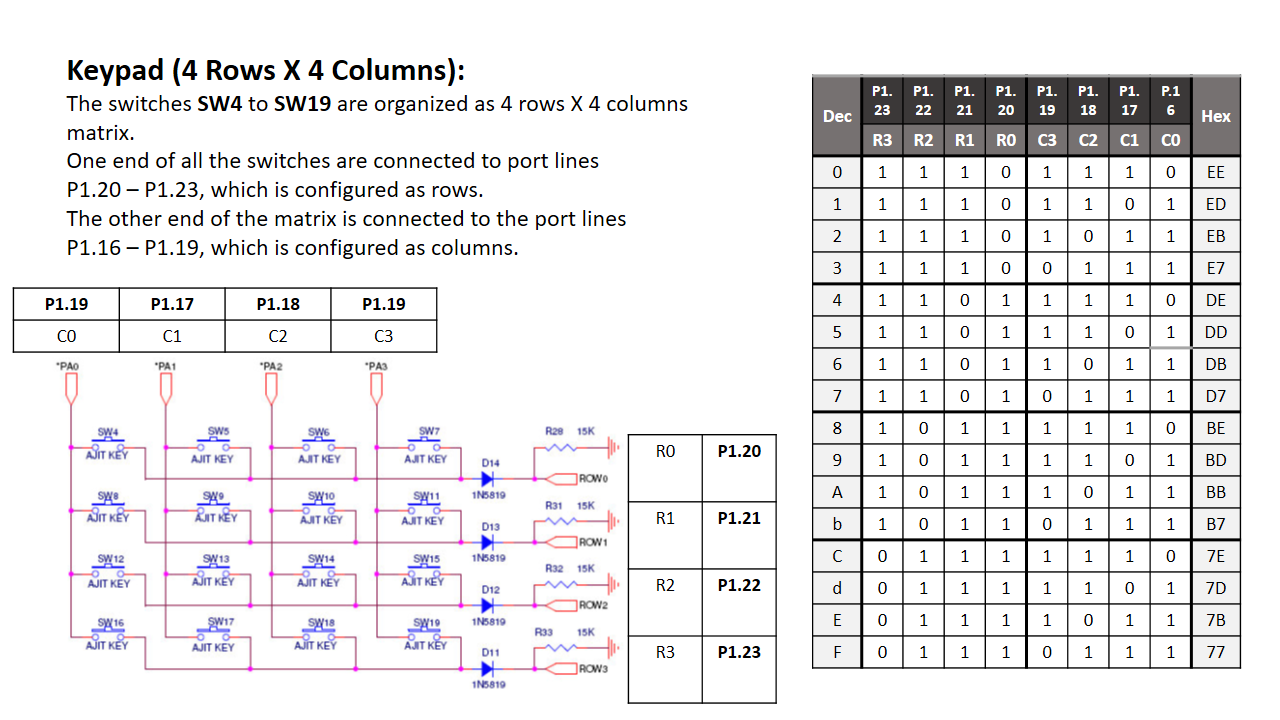 Keypad (4 Rows X 4 Columns):
The switches SW4 to SW19 are organized as 4 rows X 4 columns
matrix.
One end of all the switches are connected to port lines
P1.20 – P1.23, which is configured as rows.
The other end of the matrix is connected to the port lines
P1.16 – P1.19, which is configured as columns.
P1.19 P1.17 P1.18 P1.19
C0 C1 C2 C3
*PA0 *PA1 *PA2 *PA3
SW4 SW5 SW6 SW7
AJIT KEY AJIT KEY AJIT KEY AJIT KEY
D14
1N5819
R28 15K
ROW0
SW8 SW9 SW10 SW11
AJIT KEY AJIT KEY AJIT KEY AJIT KEY
D13
1N5819
R31 15K
ROW1
SW12 SW13 SW14 SW15
AJIT KEY AJIT KEY AJIT KEY AJIT KEY
D12
1N5819
R32 15K
ROW2
SW16 SW17 SW18 SW19
AJIT KEY AJIT KEY AJIT KEY AJIT KEY
D11
1N5819
R33 15K
ROW3
R0 P1.20
R1 P1.21
R2 P1.22
R3 P1.23
Dec P1.23 P1.22 P1.21 P1.20 P1.19 P1.18 P1.17 P.16 Hex
R3 R2 R1 R0 C3 C2 C1 C0
0 1 1 1 0 1 1 1 0 EE
1 1 1 1 0 1 1 0 1 ED
2 1 1 1 0 1 0 1 1 EB
3 1 1 1 0 0 1 1 1 E7
4 1 1 0 1 1 1 1 0 DE
5 1 1 0 1 1 1 0 1 DD
6 1 1 0 1 1 0 1 1 DB
7 1 1 0 1 0 1 1 1 D7
8 1 0 1 1 1 1 1 0 BE
9 1 0 1 1 1 1 0 1 BD
A 1 0 1 1 1 0 1 1 BB
b 1 0 1 1 0 1 1 1 B7
C 0 1 1 1 1 1 1 0 7E
d 0 1 1 1 1 1 0 1 7D
E 0 1 1 1 1 0 1 1 7B
F 0 1 1 1 0 1 1 1 77